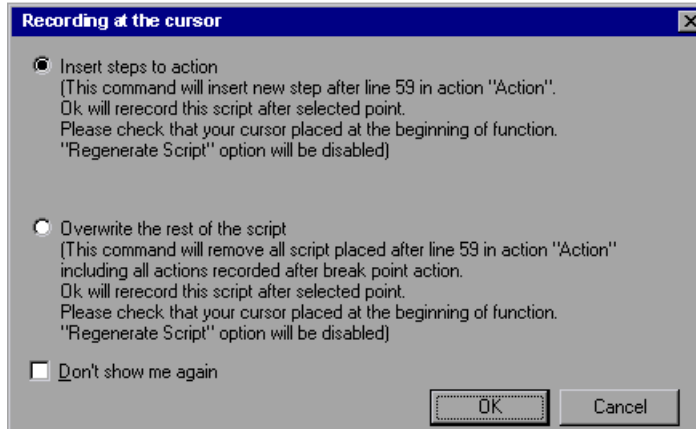 Recording at the cursor
Insert steps to action
(This command will insert new step after line 59 in action "Action".
Ok will rerecord this script after selected point.
Please check that your cursor placed at the beginning of function.
"Regenerate Script" option will be disabled)
Overwrite the rest of the script
(This command will remove all script placed after line 59 in action "Action"
including all actions recorded after break point action.
Ok will rerecord this script after selected point.
Please check that your cursor placed at the beginning of function.
"Regenerate Script" option will be disabled)
Don't show me again
OK Cancel